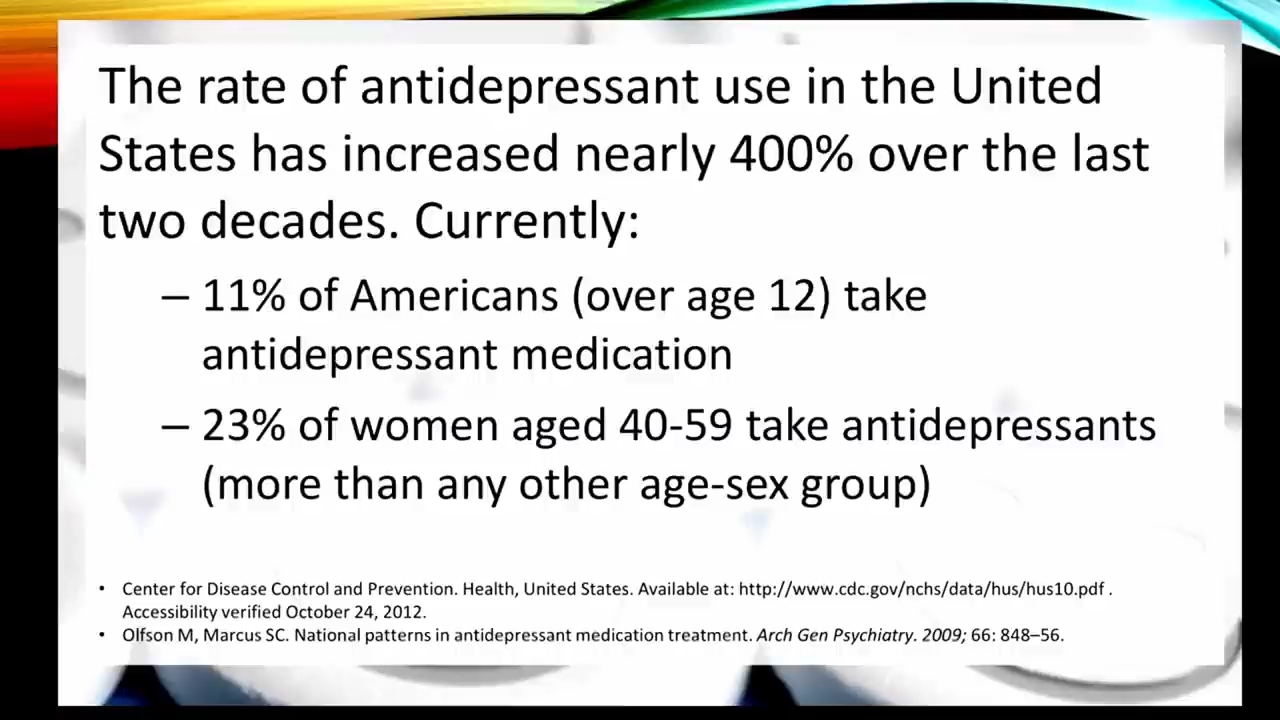 The rate of antidepressant use in the United
States has increased nearly 400% over the last
two decades. Currently:
– 11% of Americans (over age 12) take
antidepressant medication
– 23% of women aged 40-59 take antidepressants
(more than any other age-sex group)
• Center for Disease Control and Prevention. Health, United States. Available at: http://www.cdc.gov/nchs/data/hus/hus10.pdf .
Accessibility verified October 24, 2012.
• Olfson M, Marcus SC. National patterns in antidepressant medication treatment. Arch Gen Psychiatry. 2009; 66: 848–56.